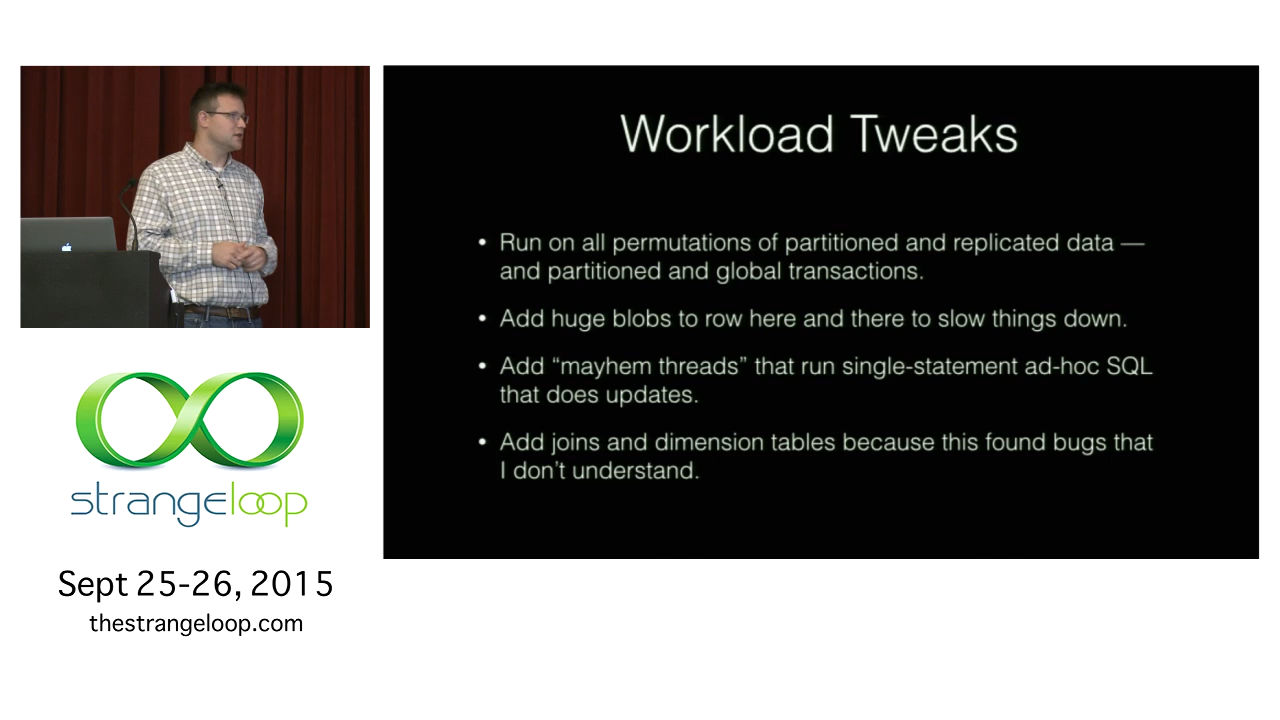 Workload Tweaks
• Run on all permutations of partitioned and replicated data —
and partitioned and global transactions.
• Add huge blobs to row here and there to slow things down.
• Add “mayhem threads” that run single-statement ad-hoc SQL
that does updates.
• Add joins and dimension tables because this found bugs that
I don’t understand.
strangeloop
Sept 25-26, 2015
thestrangeloop.com